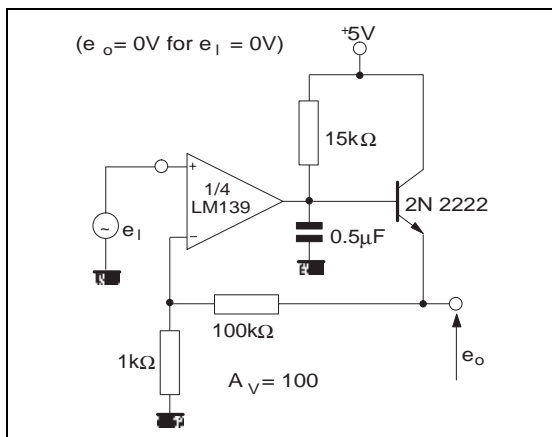 (e o = 0V for e I = 0V)
+5V
15kΩ
+
1/4
LM139
2N 2222
e I
~
−
0.5μF
100kΩ
1kΩ
A V = 100
e o